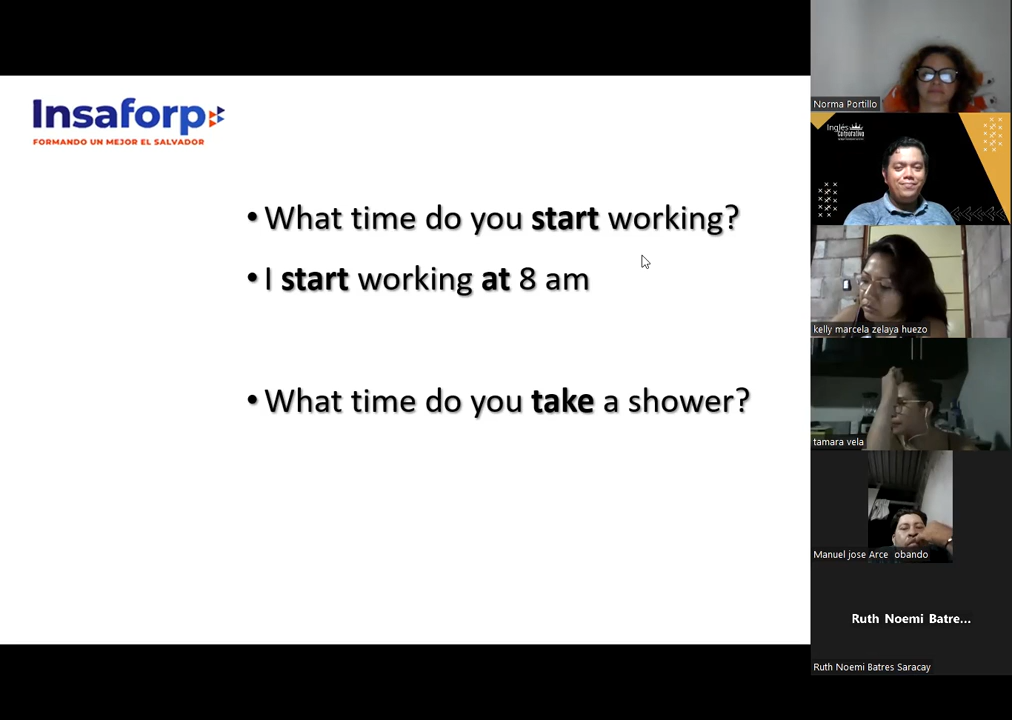 Insaforp
FORMANDO UN MEJOR EL SALVADOR
• What time do you start working?
• I start working at 8 am
• What time do you take a shower?
Norma Portillo
Inglés
Corporativo
kelly marcela zelaya huezo
tamara vela
Manuel jose Arce obando
Ruth Noemi Batre...
Ruth Noemi Batres Saracay